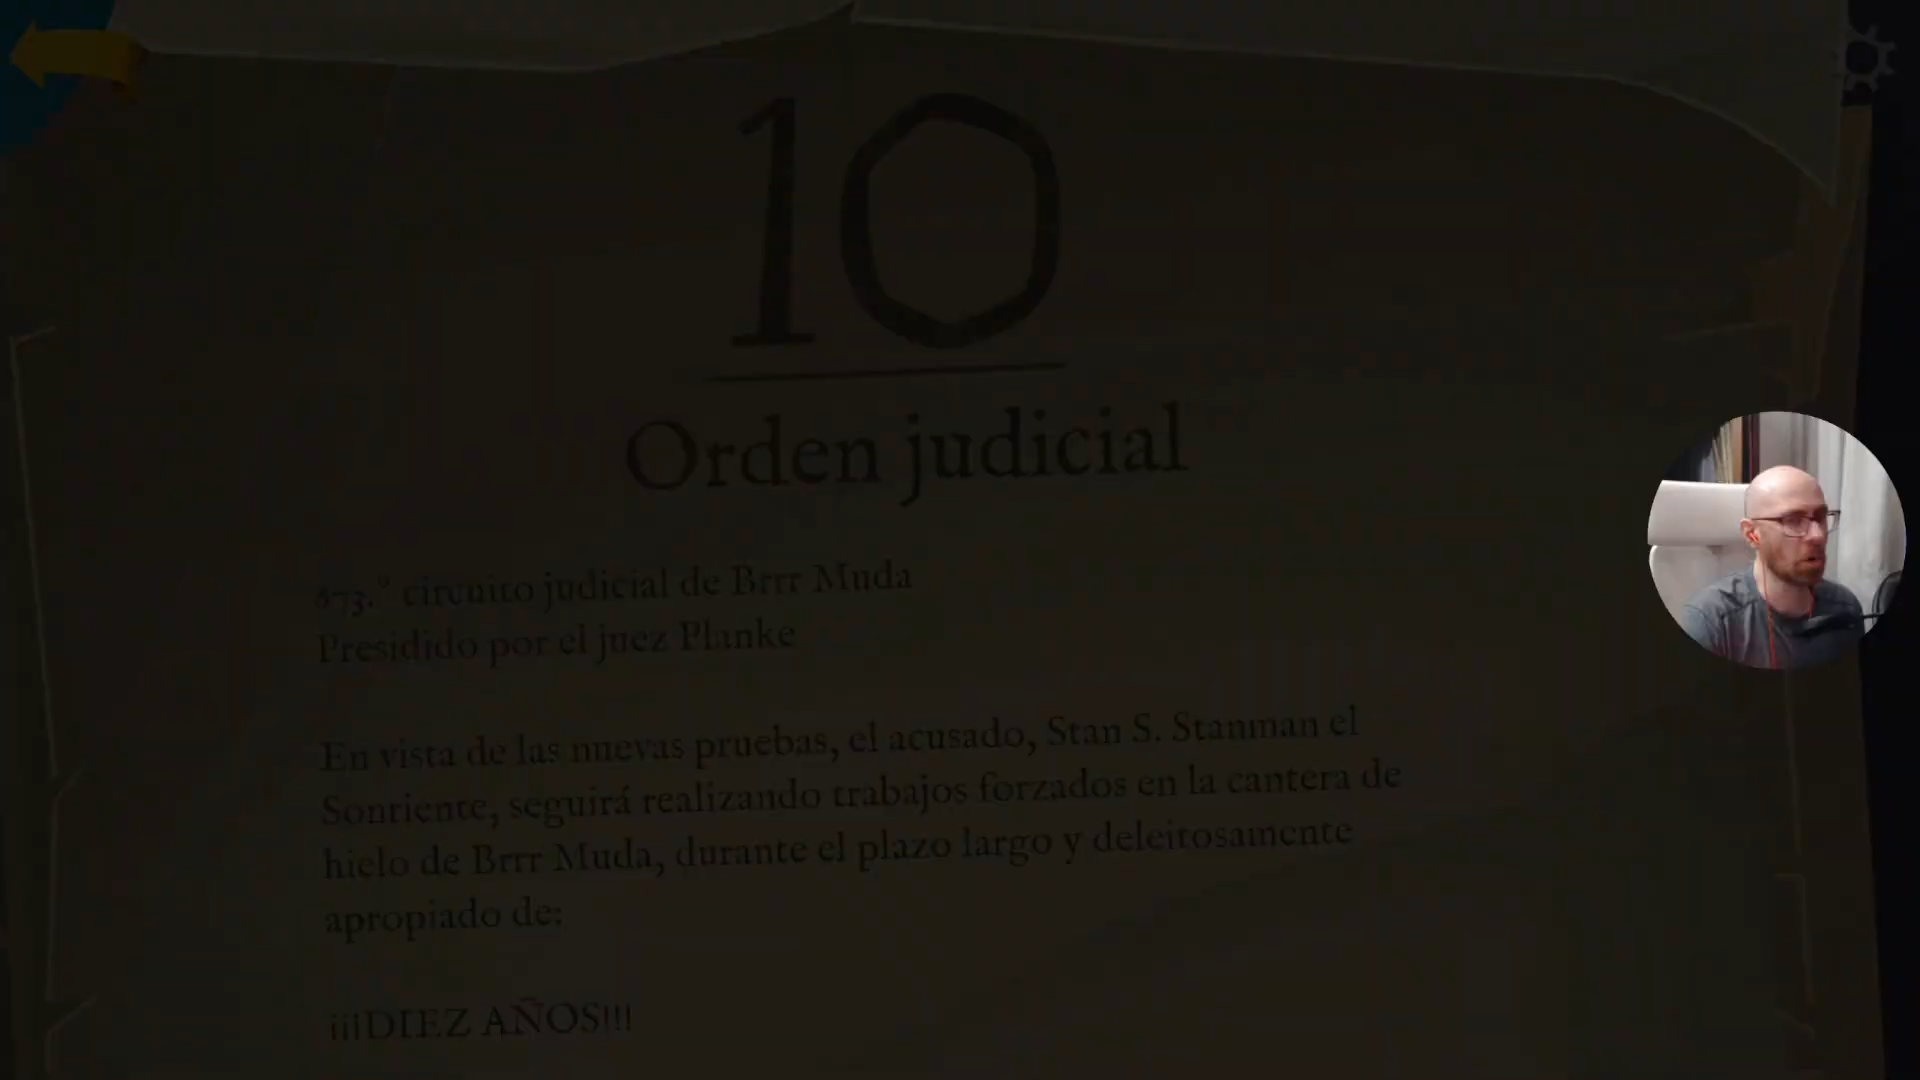 10
Orden judicial
873.º circuito judicial de Brrr Muda
Presidido por el juez Planke
En vista de las nuevas pruebas, el acusado, Stan S. Stanman el
Sonriente, seguirá realizando trabajos forzados en la cantera de
hielo de Brrr Muda, durante el plazo largo y deleitosamente
apropiado de:
¡¡¡DIEZ AÑOS!!!